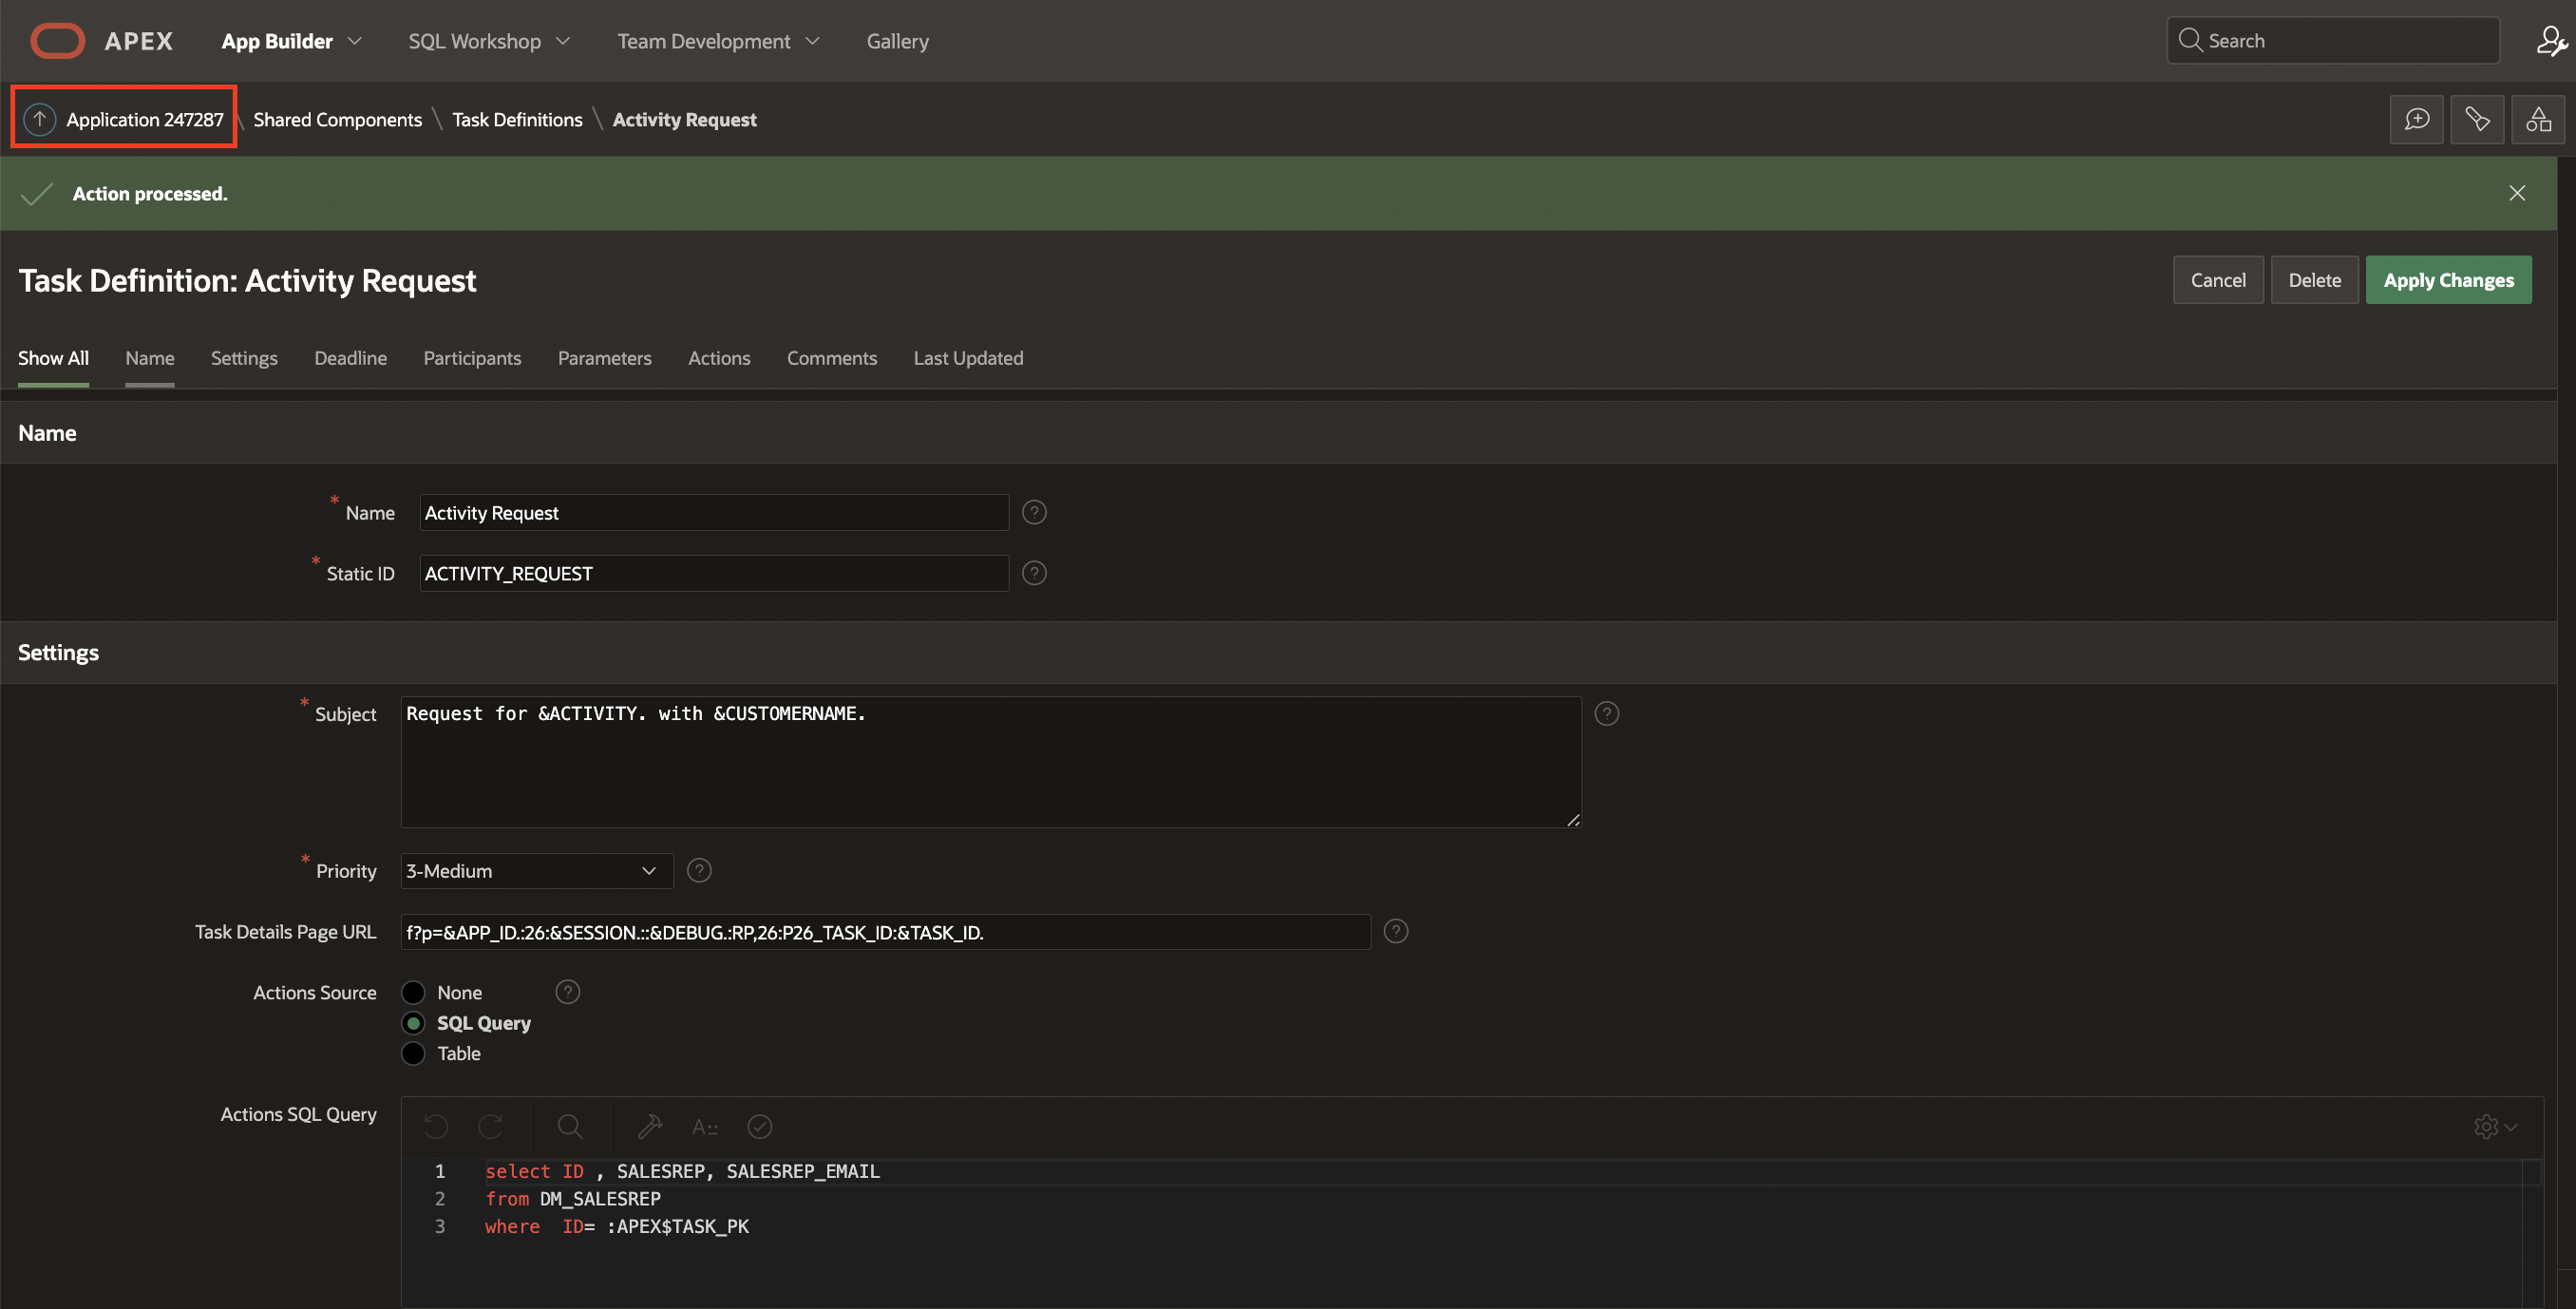 APEX App Builder SQL Workshop Team Development Gallery Search
Application 247287 \ Shared Components \ Task Definitions \ Activity Request
Action processed.
Task Definition: Activity Request Cancel Delete Apply Changes
Show All Name Settings Deadline Participants Parameters Actions Comments Last Updated
Name
* Name Activity Request ?
* Static ID ACTIVITY_REQUEST ?
Settings
* Subject Request for &ACTIVITY. with &CUSTOMERNAME. ?
* Priority 3-Medium ?
Task Details Page URL f?p=&APP_ID.:26:&SESSION.::&DEBUG.:RP,26:P26_TASK_ID:&TASK_ID. ?
Actions Source None ?
SQL Query
Table
Actions SQL Query
A::
1 select ID , SALESREP, SALESREP_EMAIL
2 from DM_SALESREP
3 where  ID= :APEX$TASK_PK